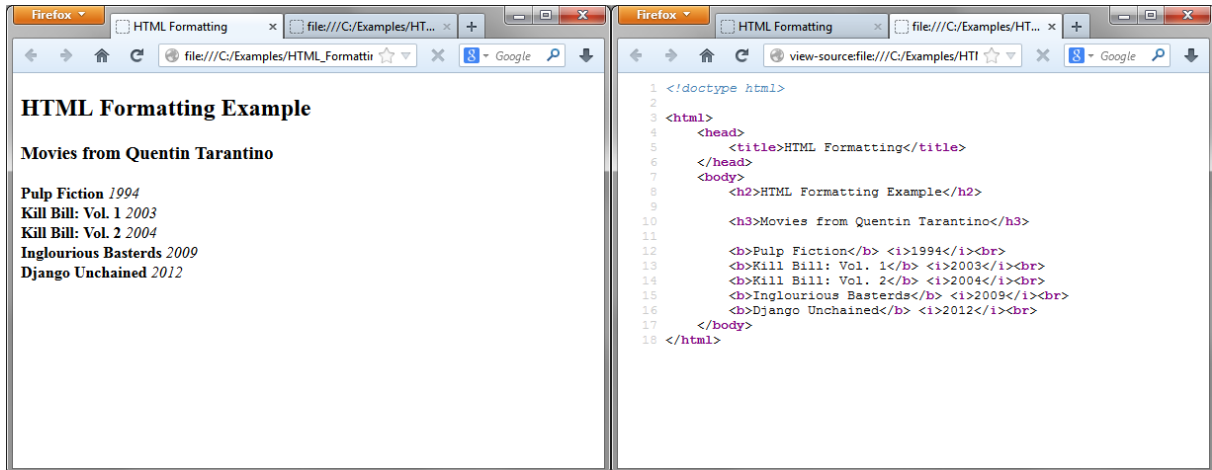 Firefox
HTML Formatting
file:///C:/Examples/HT...
file:///C:/Examples/HTML_Formattir
Google
HTML Formatting Example
Movies from Quentin Tarantino
Pulp Fiction 1994
Kill Bill: Vol. 1 2003
Kill Bill: Vol. 2 2004
Inglourious Basterds 2009
Django Unchained 2012
Firefox
HTML Formatting
file:///C:/Examples/HT...
view-source:file:///C:/Examples/HTI
Google
1 <!doctype html>
2
3 <html>
4 <head>
5 <title>HTML Formatting</title>
6 </head>
7 <body>
8 <h2>HTML Formatting Example</h2>
9
10 <h3>Movies from Quentin Tarantino</h3>
11
12 <b>Pulp Fiction</b> <i>1994</i><br>
13 <b>Kill Bill: Vol. 1</b> <i>2003</i><br>
14 <b>Kill Bill: Vol. 2</b> <i>2004</i><br>
15 <b>Inglourious Basterds</b> <i>2009</i><br>
16 <b>Django Unchained</b> <i>2012</i><br>
17 </body>
18 </html>